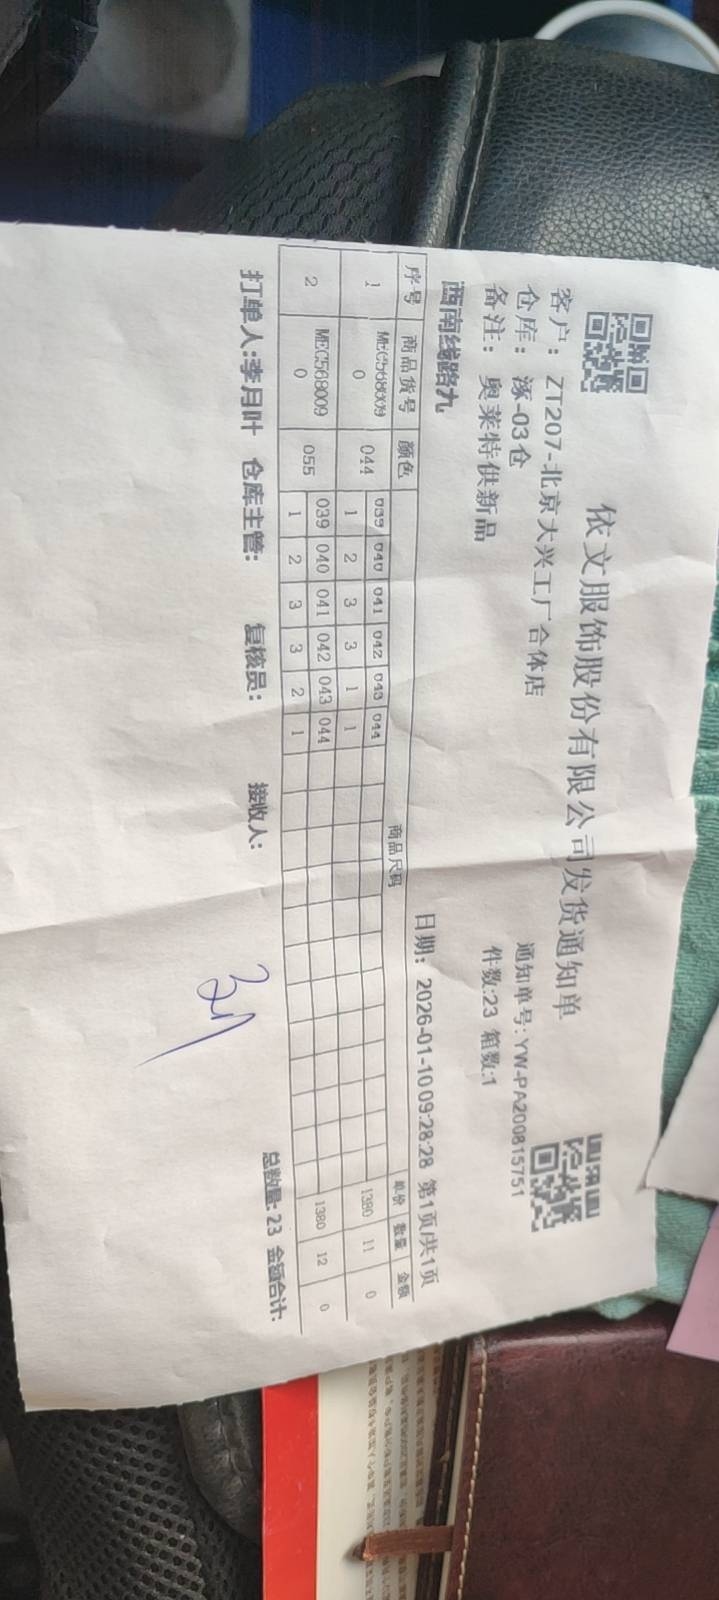 依文服饰股份有限公司发货通知单
客户：ZT207-北京大兴工厂合体店
通知单号:YW-PA200815751
仓库：涿-03仓
件数:23 箱数:1
备注：奥莱特供新品
西南线路九
日期：2026-01-10 09:28:28 第1页/共1页
序号 商品货号 颜色 商品尺码 单价 数量 金额
039 040 041 042 043 044
1 MEC5680090 044 1 2 3 3 1 1 1380 11 0
039 040 041 042 043 044
2 MEC5680090 055 1 2 3 3 2 1 1380 12 0
总数量: 23 金额合计:
打单人:李月叶 仓库主管: 复核员: 接收人: